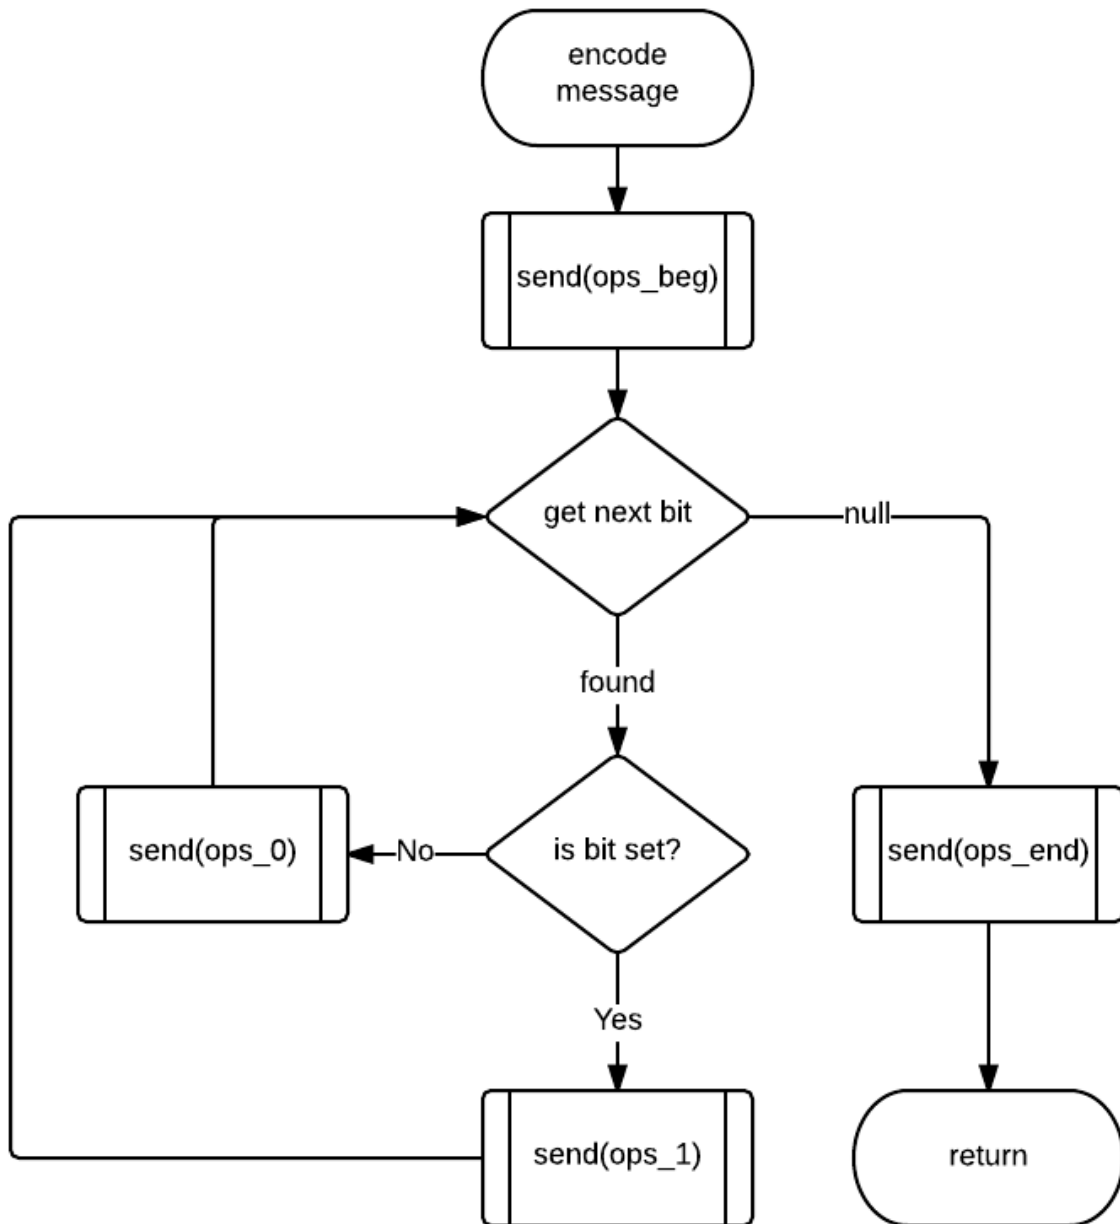 encode
message
send(ops_beg)
get next bit
null
found
send(ops_0)
No
is bit set?
send(ops_end)
Yes
send(ops_1)
return